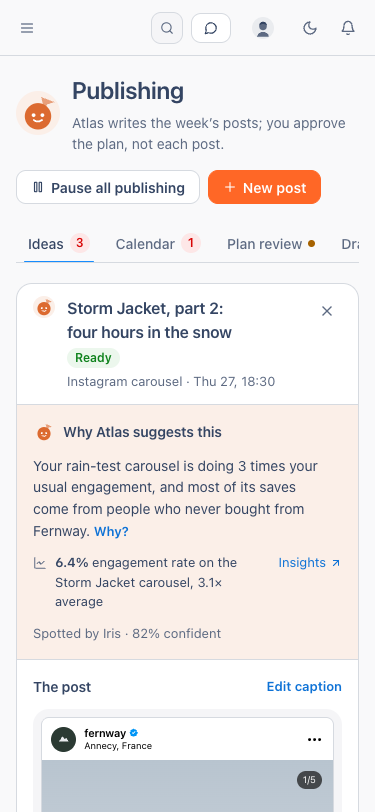 Publishing
Atlas writes the week's posts; you approve
the plan, not each post.
Pause all publishing
New post
Ideas 3
Calendar 1
Plan review
Dra
Storm Jacket, part 2:
four hours in the snow
Ready
Instagram carousel · Thu 27, 18:30
Why Atlas suggests this
Your rain-test carousel is doing 3 times your
usual engagement, and most of its saves
come from people who never bought from
Fernway. Why?
6.4% engagement rate on the
Storm Jacket carousel, 3.1×
average
Insights ↗
Spotted by Iris · 82% confident
The post
Edit caption
fernway
Annecy, France
1/5